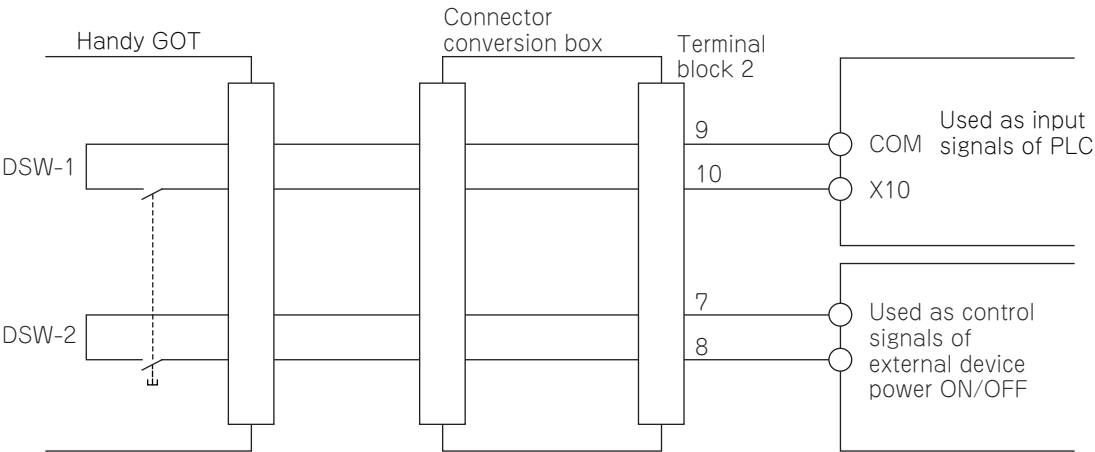 Handy GOT
Connector
conversion box
Terminal
block 2
DSW-1
9
10
COM
X10
Used as input
signals of PLC
DSW-2
7
8
Used as control
signals of
external device
power ON/OFF